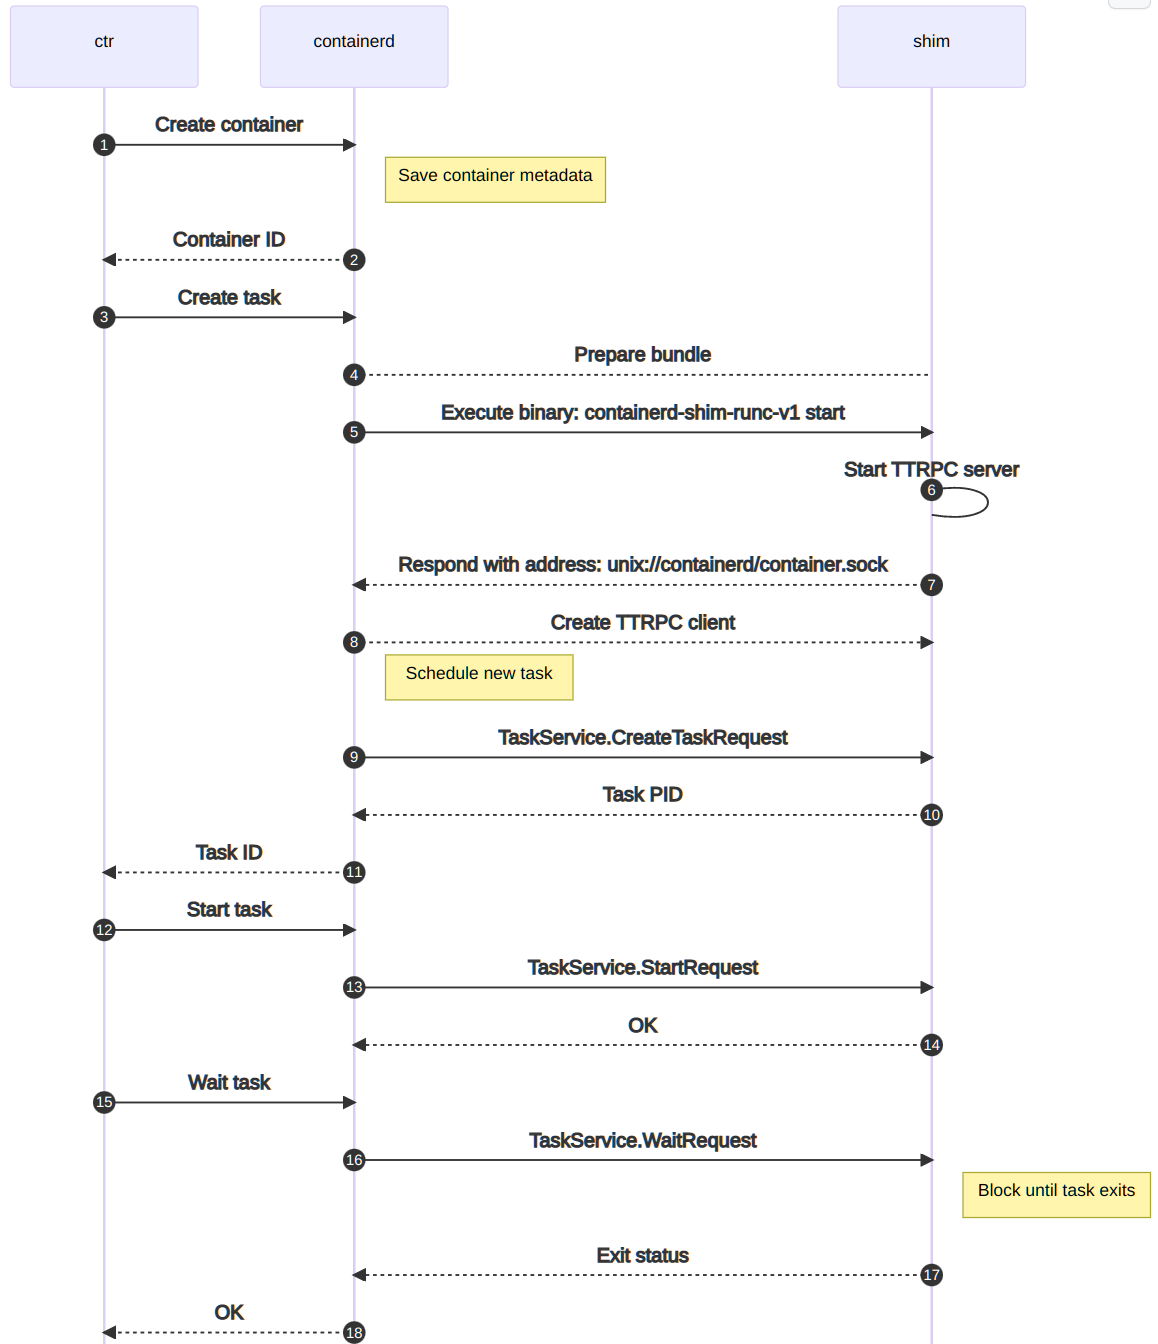 ctr
containerd
shim
Create container
1
Save container metadata
Container ID
2
Create task
3
Prepare bundle
4
Execute binary: containerd-shim-runc-v1 start
5
Start TTRPC server
6
Respond with address: unix://containerd/container.sock
7
Create TTRPC client
8
Schedule new task
TaskService.CreateTaskRequest
9
Task PID
10
Task ID
11
Start task
12
TaskService.StartRequest
13
OK
14
Wait task
15
TaskService.WaitRequest
16
Block until task exits
Exit status
17
OK
18